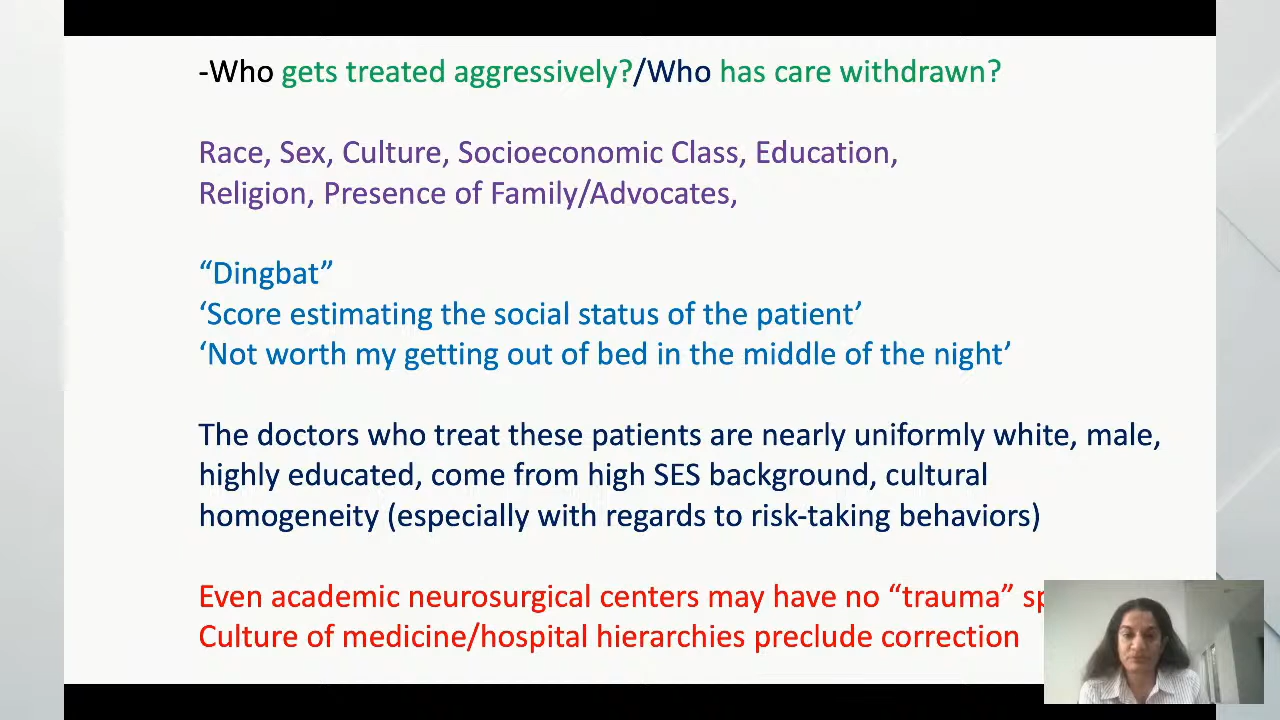 -Who gets treated aggressively?/Who has care withdrawn?
Race, Sex, Culture, Socioeconomic Class, Education,
Religion, Presence of Family/Advocates,
“Dingbat”
‘Score estimating the social status of the patient’
‘Not worth my getting out of bed in the middle of the night’
The doctors who treat these patients are nearly uniformly white, male,
highly educated, come from high SES background, cultural
homogeneity (especially with regards to risk-taking behaviors)
Even academic neurosurgical centers may have no “trauma”
Culture of medicine/hospital hierarchies preclude correction